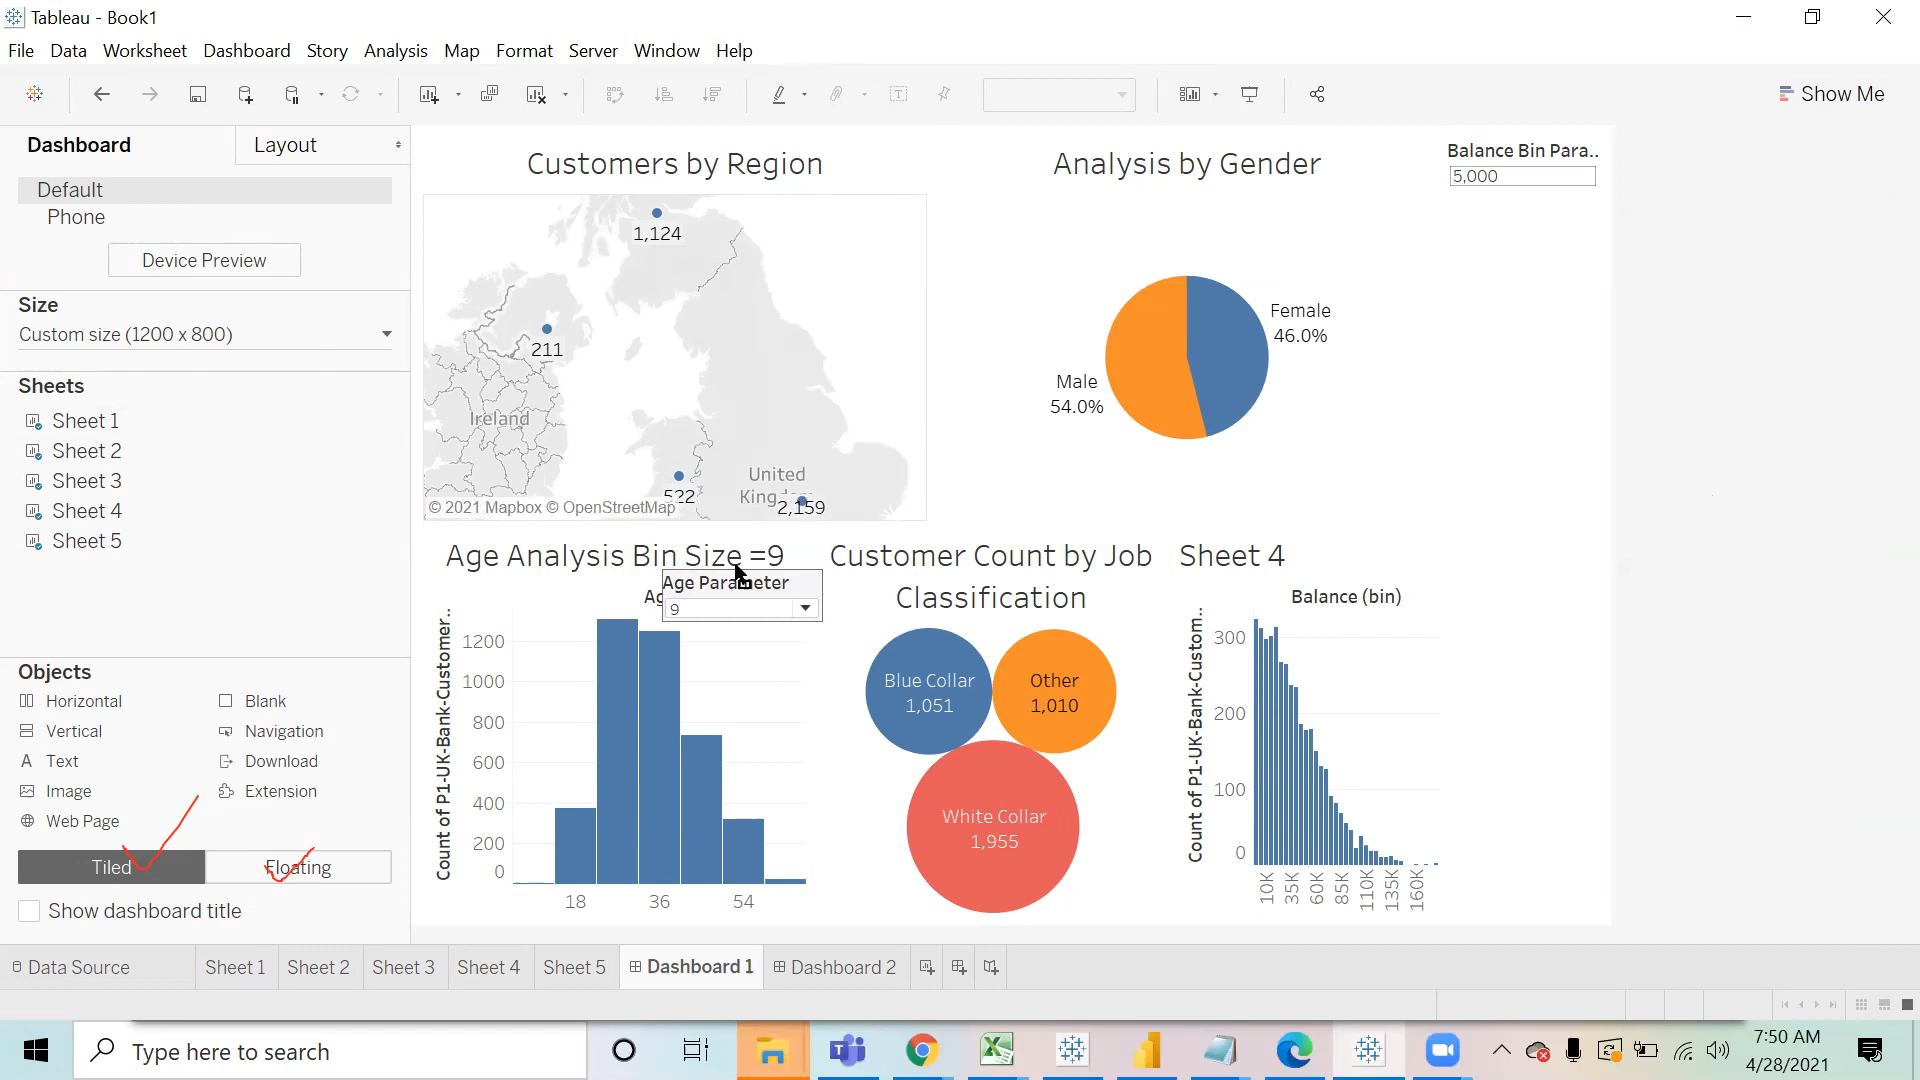 Tableau - Book1
File Data Worksheet Dashboard Story Analysis Map Format Server Window Help
Show Me
Dashboard Layout
Default
Phone
Device Preview
Size
Custom size (1200 x 800)
Sheets
Sheet 1
Sheet 2
Sheet 3
Sheet 4
Sheet 5
Objects
Horizontal Blank
Vertical Navigation
Text Download
Image Extension
Web Page
Tiled Floating
Show dashboard title
Customers by Region
1,124
211
Ireland
United
522
2,159
© 2021 Mapbox © OpenStreetMap
Analysis by Gender
Female
46.0%
Male
54.0%
Balance Bin Para..
5,000
Age Analysis Bin Size =9
Age Parameter
9
Count of P1-UK-Bank-Customer..
1200
1000
800
600
400
200
0
18 36 54
Customer Count by Job
Classification
Blue Collar
1,051
Other
1,010
White Collar
1,955
Sheet 4
Balance (bin)
Count of P1-UK-Bank-Custom..
300
200
100
0
10K 35K 60K 85K 110K 135K 160K
Data Source Sheet 1 Sheet 2 Sheet 3 Sheet 4 Sheet 5 Dashboard 1 Dashboard 2
Type here to search
7:50 AM
4/28/2021